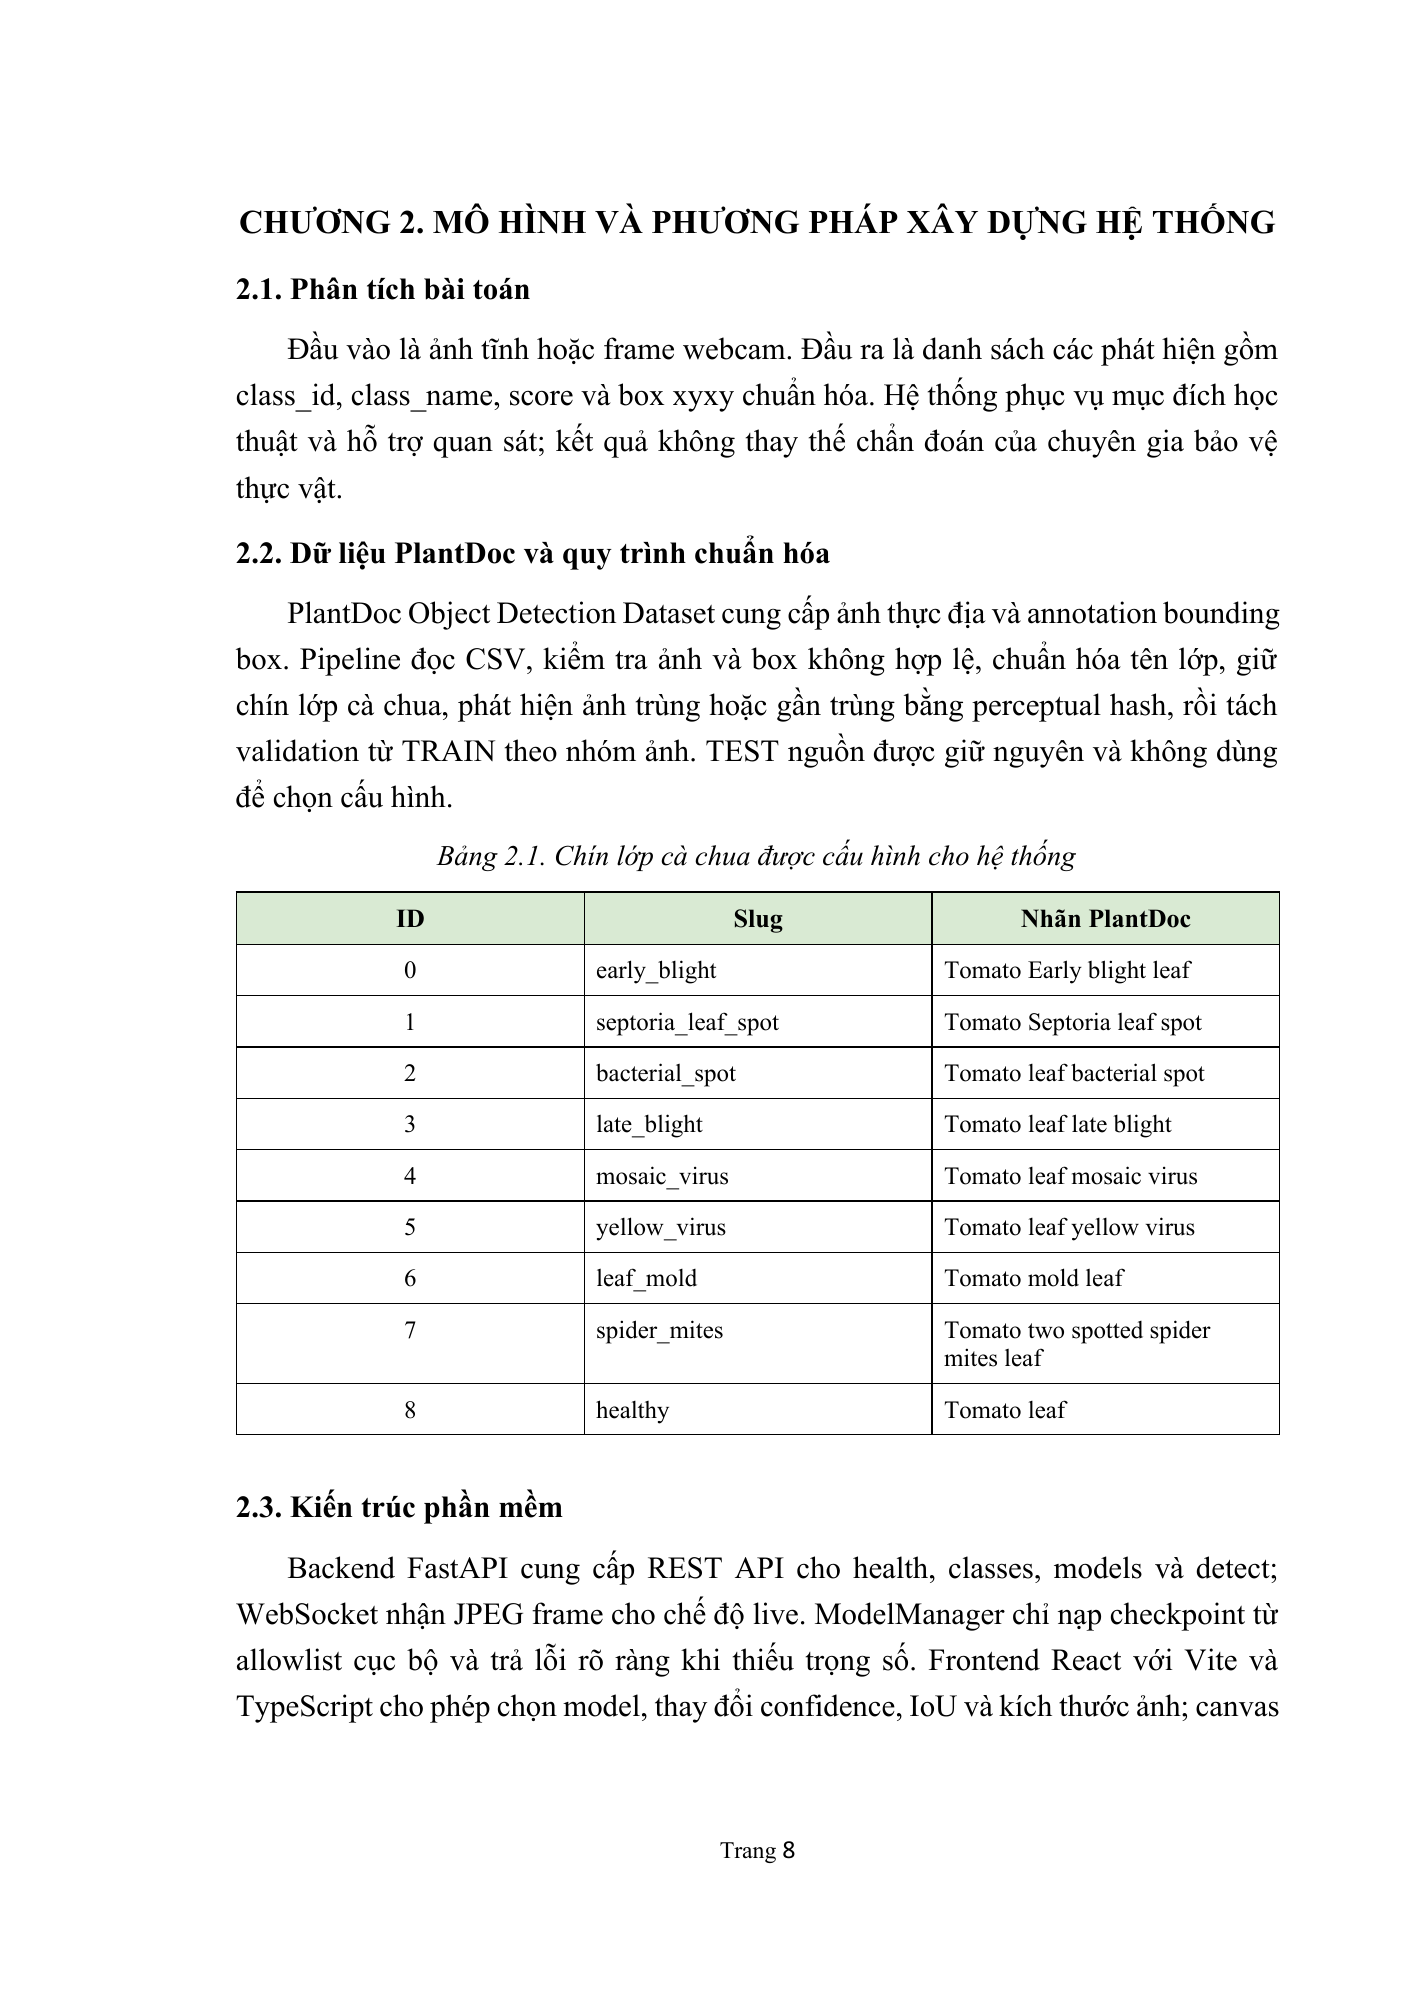 CHƯƠNG 2. MÔ HÌNH VÀ PHƯƠNG PHÁP XÂY DỰNG HỆ THỐNG
2.1. Phân tích bài toán
Đầu vào là ảnh tĩnh hoặc frame webcam. Đầu ra là danh sách các phát hiện gồm
class_id, class_name, score và box xyxy chuẩn hóa. Hệ thống phục vụ mục đích học
thuật và hỗ trợ quan sát; kết quả không thay thế chẩn đoán của chuyên gia bảo vệ
thực vật.
2.2. Dữ liệu PlantDoc và quy trình chuẩn hóa
PlantDoc Object Detection Dataset cung cấp ảnh thực địa và annotation bounding
box. Pipeline đọc CSV, kiểm tra ảnh và box không hợp lệ, chuẩn hóa tên lớp, giữ
chín lớp cà chua, phát hiện ảnh trùng hoặc gần trùng bằng perceptual hash, rồi tách
validation từ TRAIN theo nhóm ảnh. TEST nguồn được giữ nguyên và không dùng
để chọn cấu hình.
Bảng 2.1. Chín lớp cà chua được cấu hình cho hệ thống
ID Slug Nhãn PlantDoc
0 early_blight Tomato Early blight leaf
1 septoria_leaf_spot Tomato Septoria leaf spot
2 bacterial_spot Tomato leaf bacterial spot
3 late_blight Tomato leaf late blight
4 mosaic_virus Tomato leaf mosaic virus
5 yellow_virus Tomato leaf yellow virus
6 leaf_mold Tomato mold leaf
7 spider_mites Tomato two spotted spider
mites leaf
8 healthy Tomato leaf
2.3. Kiến trúc phần mềm
Backend FastAPI cung cấp REST API cho health, classes, models và detect;
WebSocket nhận JPEG frame cho chế độ live. ModelManager chỉ nạp checkpoint từ
allowlist cục bộ và trả lỗi rõ ràng khi thiếu trọng số. Frontend React với Vite và
TypeScript cho phép chọn model, thay đổi confidence, IoU và kích thước ảnh; canvas
Trang 8